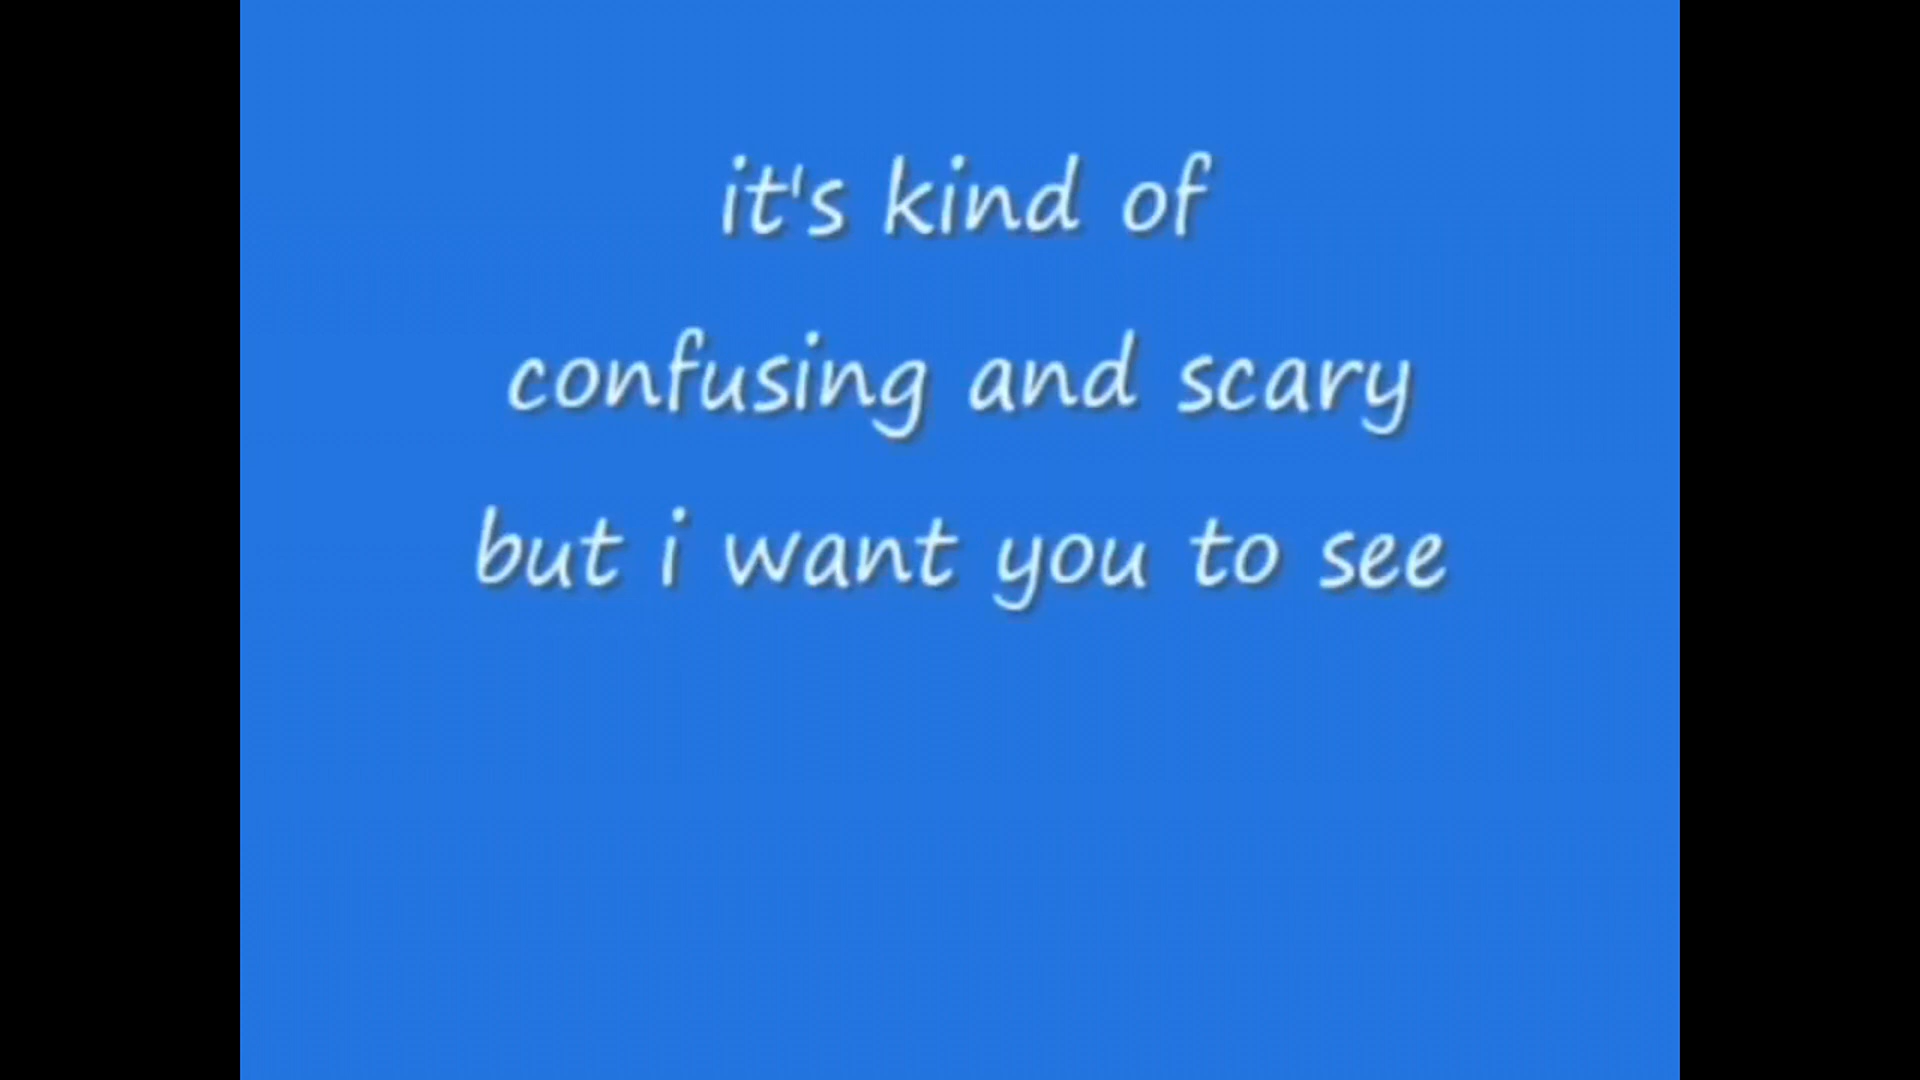 it's kind of
confusing and scary
but i want you to see